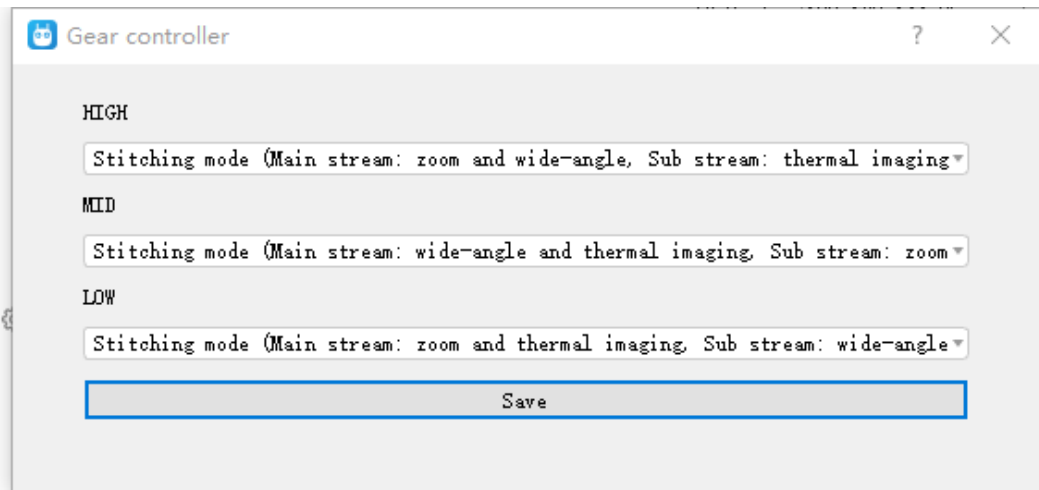 Gear controller
HIGH
Stitching mode (Main stream: zoom and wide-angle, Sub stream: thermal imaging
MID
Stitching mode (Main stream: wide-angle and thermal imaging, Sub stream: zoom
LOW
Stitching mode (Main stream: zoom and thermal imaging, Sub stream: wide-angle
Save